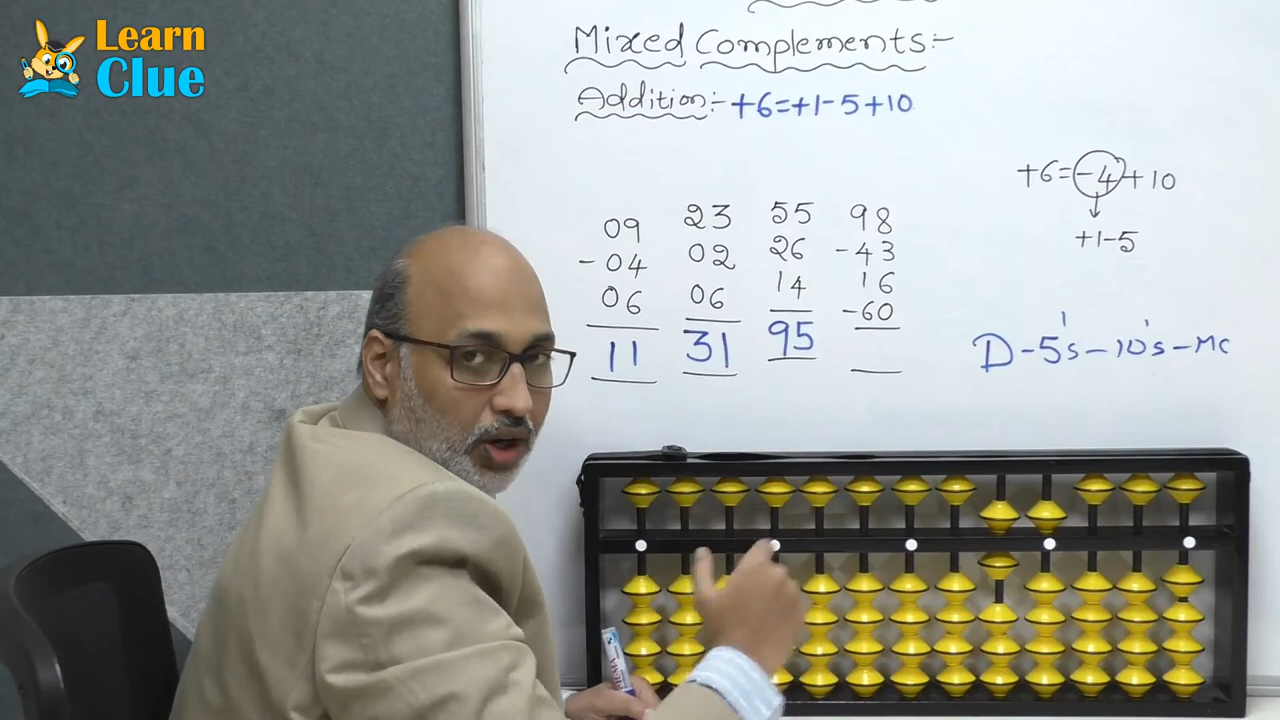 Learn
Clue
Mixed Complements:-
Addition:- +6=+1-5+10
+6=-4+10
+1-5
09 23 55 98
-04 02 26 -43
06 06 14 16
-60
11 31 95
D-5's-10's-MC